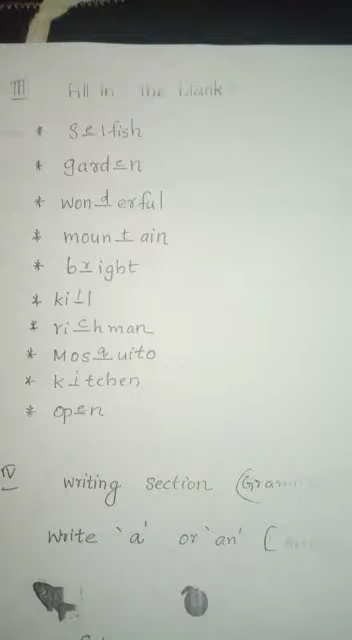 III Fill in the blank
* Selfish
* garden
* wonderful
* mountain
* bright
* kill
* richman
* Mosquito
* kitchen
* open
IV Writing Section
Write 'a' or 'an' (